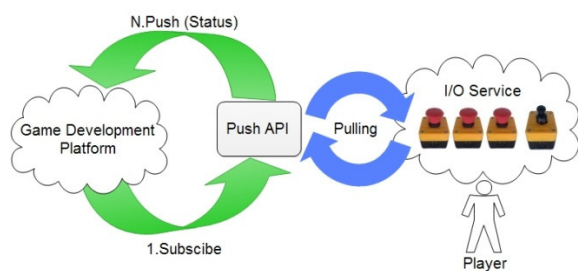 N.Push (Status)
I/O Service
Game Development
Platform
Push API
Pulling
1.Subscibe
Player